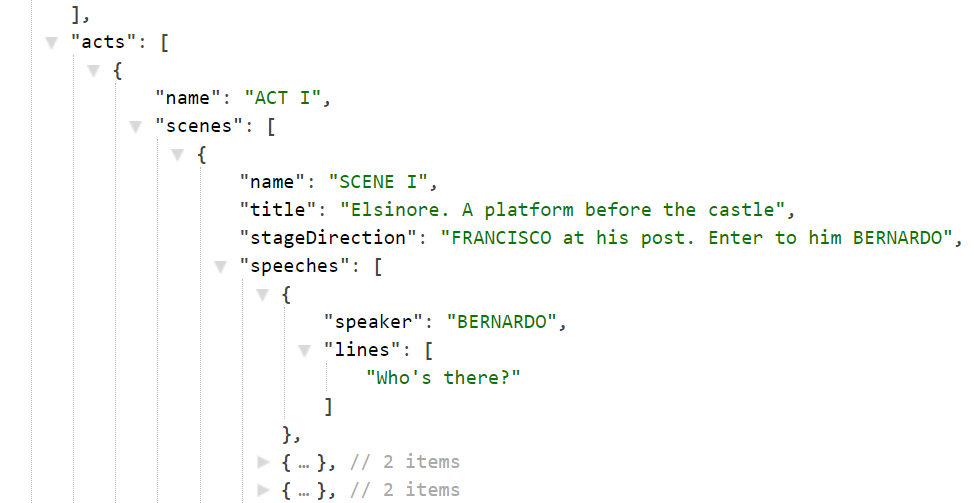 ],
"acts": [
{
"name": "ACT I",
"scenes": [
{
"name": "SCENE I",
"title": "Elsinore. A platform before the castle",
"stageDirection": "FRANCISCO at his post. Enter to him BERNARDO",
"speeches": [
{
"speaker": "BERNARDO",
"lines": [
"Who's there?"
]
},
{ … }, // 2 items
{ … }, // 2 items